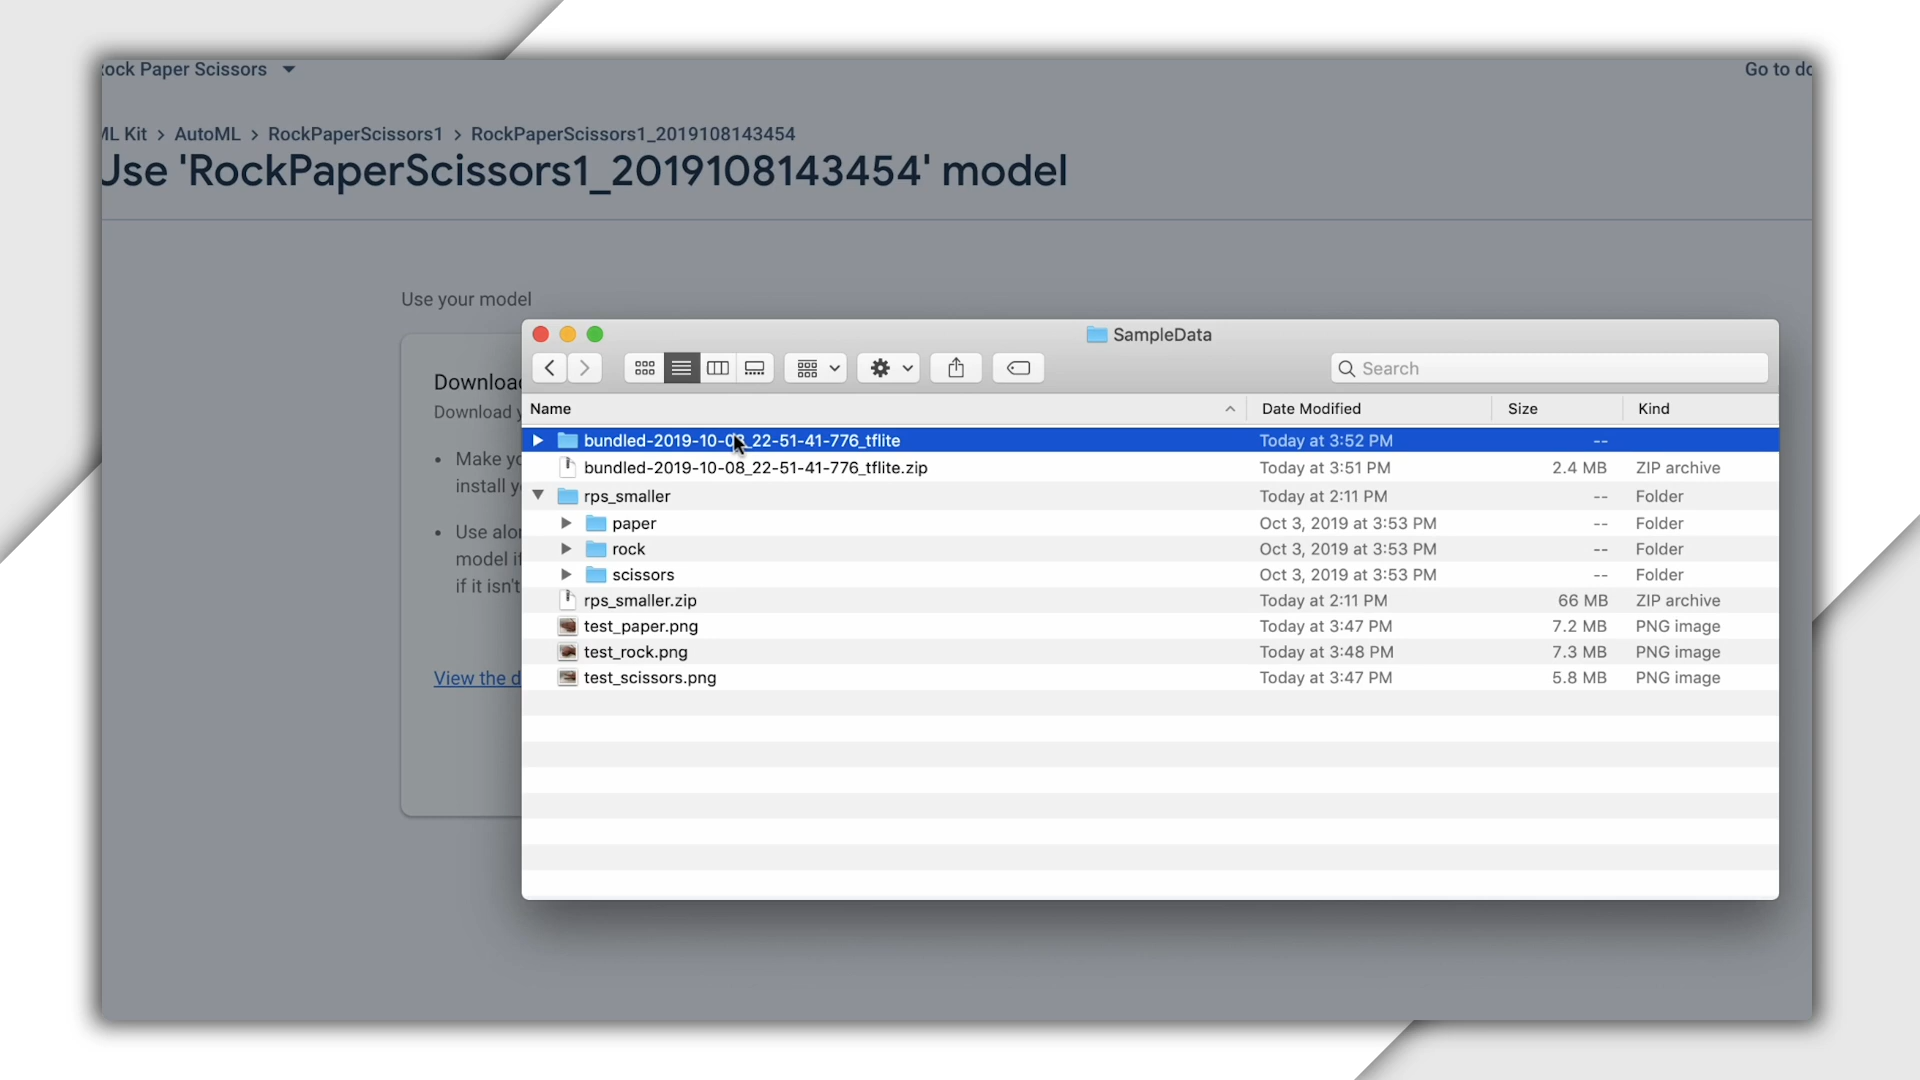 ock Paper Scissors
Go to do
ML Kit > AutoML > RockPaperScissors1 > RockPaperScissors1_2019108143454
Use 'RockPaperScissors1_2019108143454' model
Use your model
Downloa
Download y
• Make yo
install y
• Use alo
model i
if it isn't
View the d
SampleData
Search
Name Date Modified Size Kind
bundled-2019-10-08_22-51-41-776_tflite Today at 3:52 PM --
bundled-2019-10-08_22-51-41-776_tflite.zip Today at 3:51 PM 2.4 MB ZIP archive
rps_smaller Today at 2:11 PM -- Folder
paper Oct 3, 2019 at 3:53 PM -- Folder
rock Oct 3, 2019 at 3:53 PM -- Folder
scissors Oct 3, 2019 at 3:53 PM -- Folder
rps_smaller.zip Today at 2:11 PM 66 MB ZIP archive
test_paper.png Today at 3:47 PM 7.2 MB PNG image
test_rock.png Today at 3:48 PM 7.3 MB PNG image
test_scissors.png Today at 3:47 PM 5.8 MB PNG image